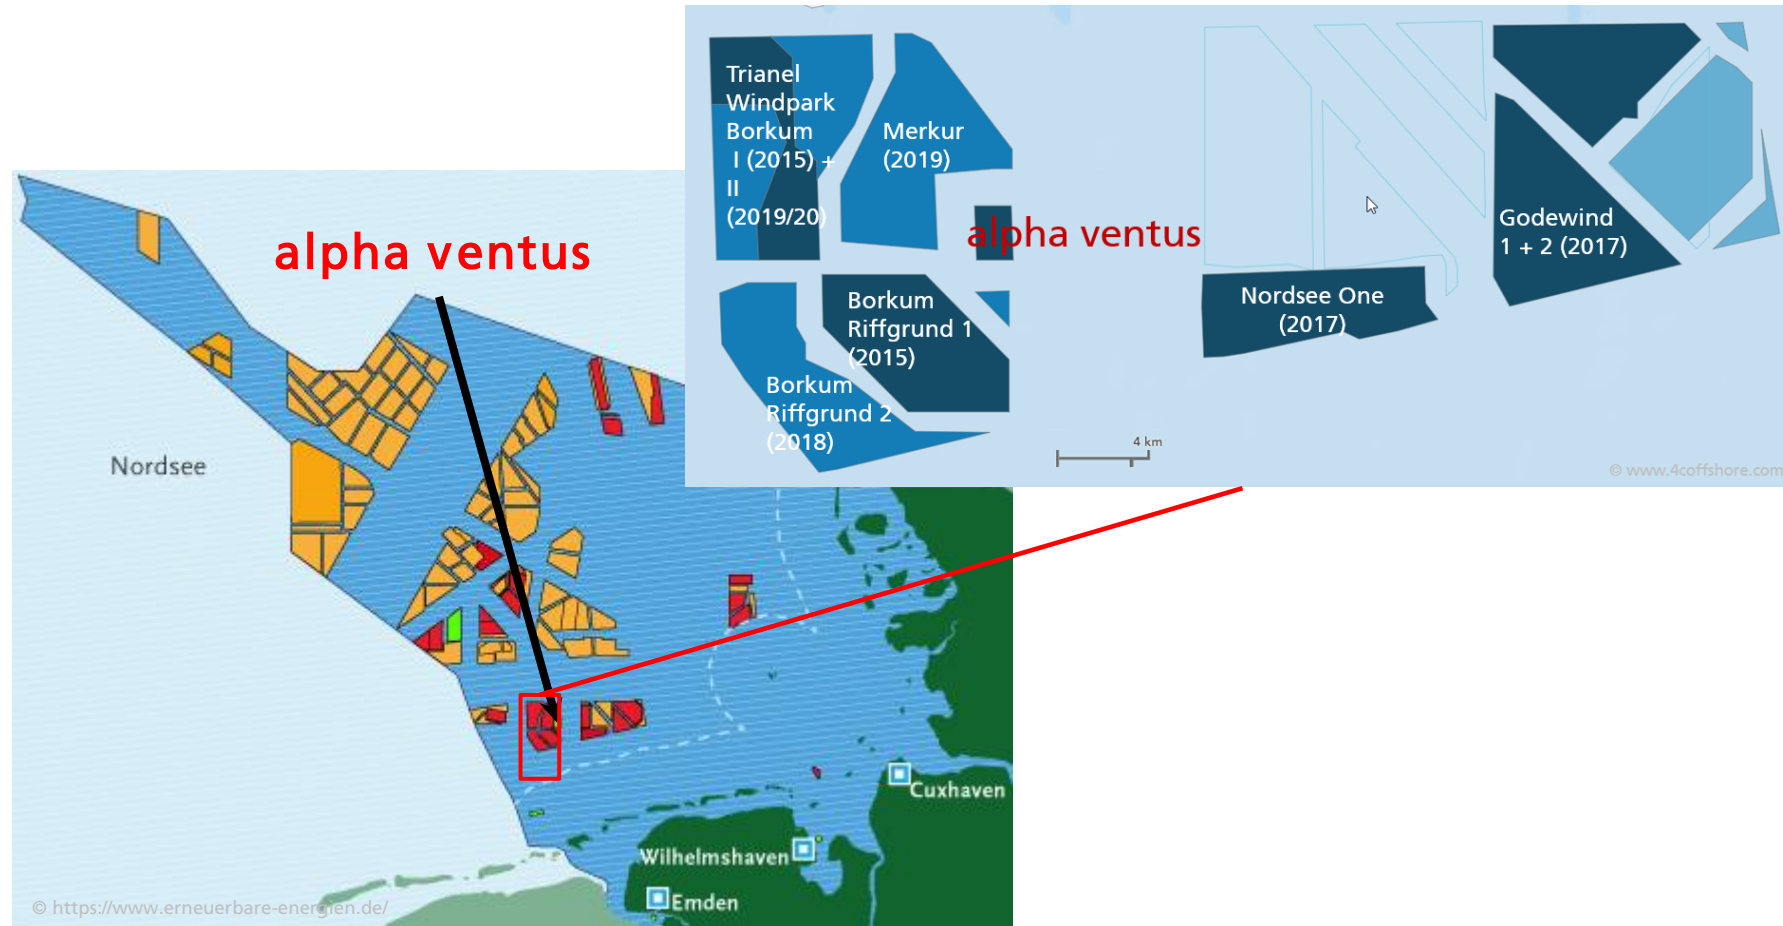 alpha ventus
Nordsee
Trianel
Windpark
Borkum
I (2015) +
II
(2019/20)
Merkur
(2019)
alpha ventus
Borkum
Riffgrund 1
(2015)
Borkum
Riffgrund 2
(2018)
Nordsee One
(2017)
Godewind
1 + 2 (2017)
4 km
© www.4coffshore.com
Cuxhaven
Wilhelmshaven
Emden
© https://www.erneuerbare-energien.de/